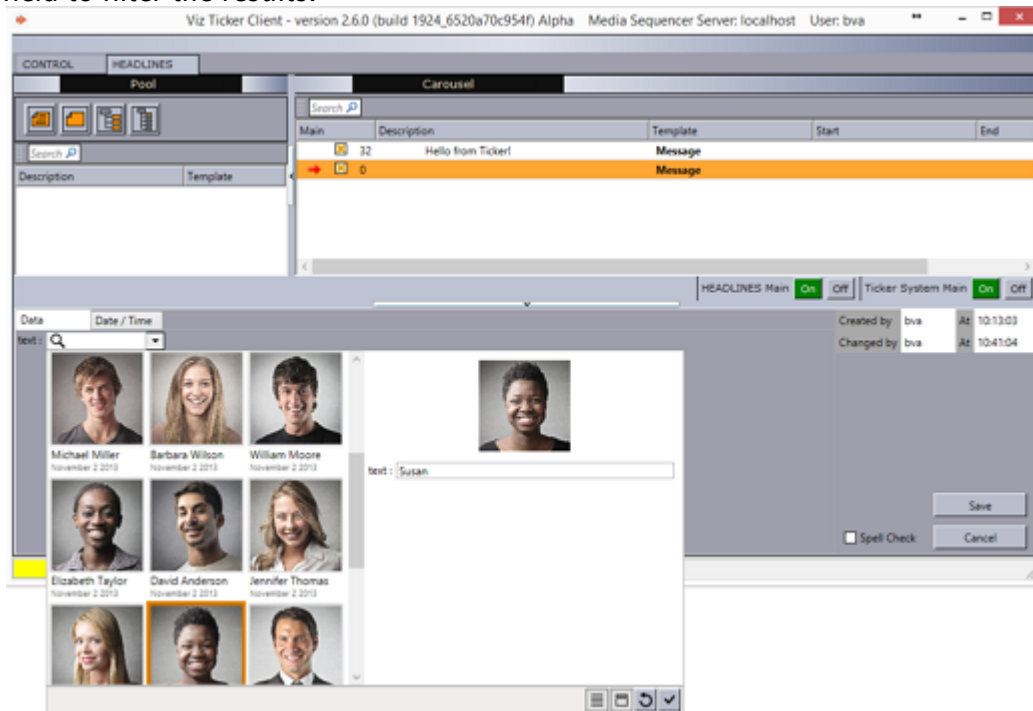 field to filter the results.
Viz Ticker Client - version 2.6.0 (build 1924_6520a70c954f) Alpha Media Sequencer Server: localhost User: bva
CONTROL HEADLINES
Pool Carousel
Search
Main Description Template Start End
Search
32 Hello from Ticker! Message
Description Template
0 Message
HEADLINES Main On Off Ticker System Main On Off
Data Date / Time Created by bva At 10:13:03
text : Changed by bva At 10:41:04
Michael Miller Barbara Wilson William Moore
November 2 2013 November 2 2013 November 2 2013
text : Susan
Save
Spell Check Cancel
Elizabeth Taylor David Anderson Jennifer Thomas
November 2 2013 November 2 2013 November 2 2013